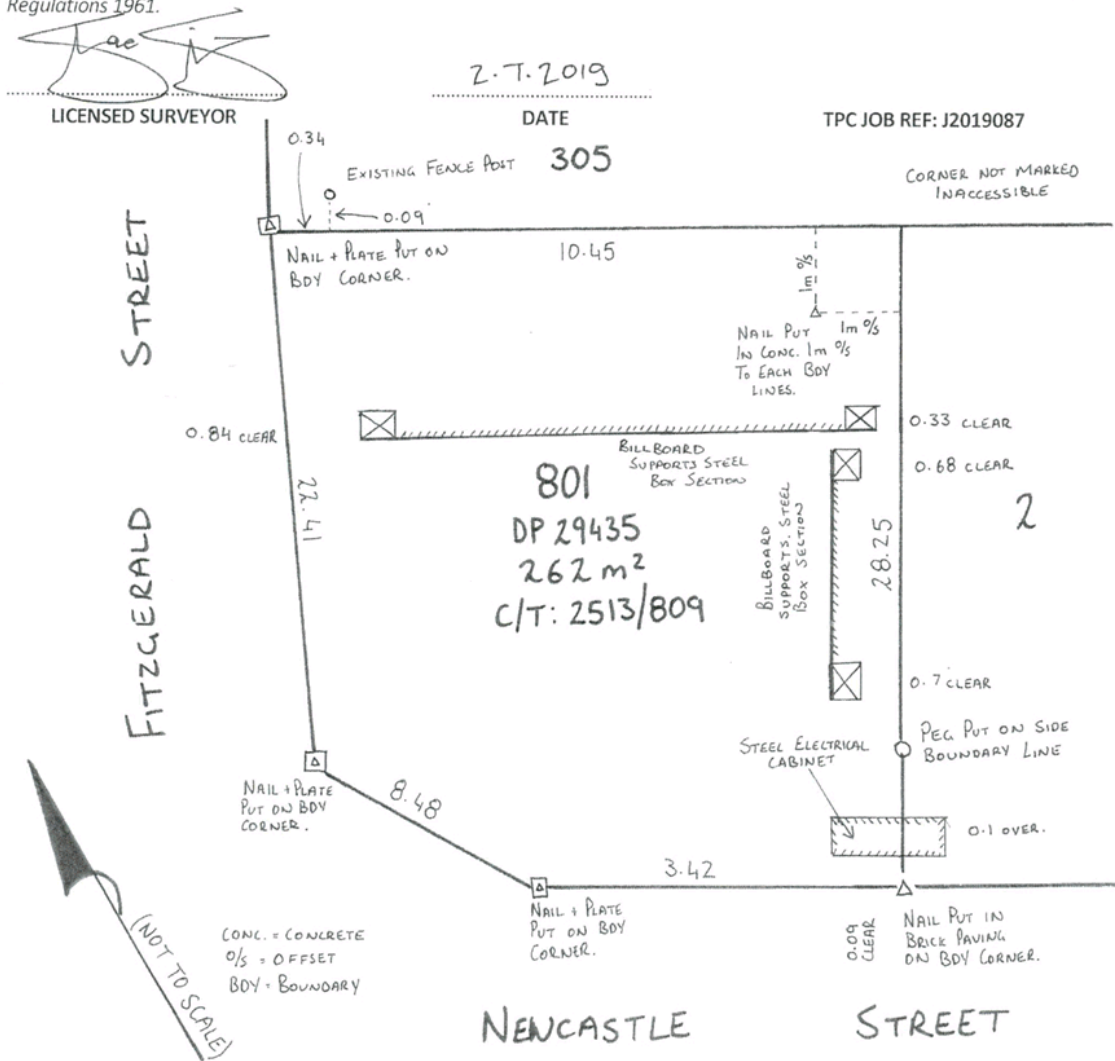 Regulations 1961.
2.7.2019
LICENSED SURVEYOR
DATE
TPC JOB REF: J2019087
0.34
EXISTING FENCE POST
305
CORNER NOT MARKED
INACCESSIBLE
0.09
NAIL + PLATE PUT ON
BDY CORNER.
10.45
1m o/s
1m o/s
NAIL PUT
IN CONC. 1m o/s
TO EACH BDY
LINES.
FITZGERALD STREET
0.84 CLEAR
22.41
0.33 CLEAR
BILLBOARD
SUPPORTS STEEL
BOX SECTION
0.68 CLEAR
801
DP 29435
262 m²
C/T: 2513/809
BILLBOARD
SUPPORTS. STEEL
BOX SECTION
28.25
2
0.7 CLEAR
STEEL ELECTRICAL
CABINET
PEG PUT ON SIDE
BOUNDARY LINE
NAIL + PLATE
PUT ON BDY
CORNER.
8.48
0.1 OVER.
3.42
NAIL + PLATE
PUT ON BDY
CORNER.
0.09
CLEAR
NAIL PUT IN
BRICK PAVING
ON BDY CORNER.
(NOT TO SCALE)
CONC. = CONCRETE
O/S = OFFSET
BDY = BOUNDARY
NEWCASTLE STREET